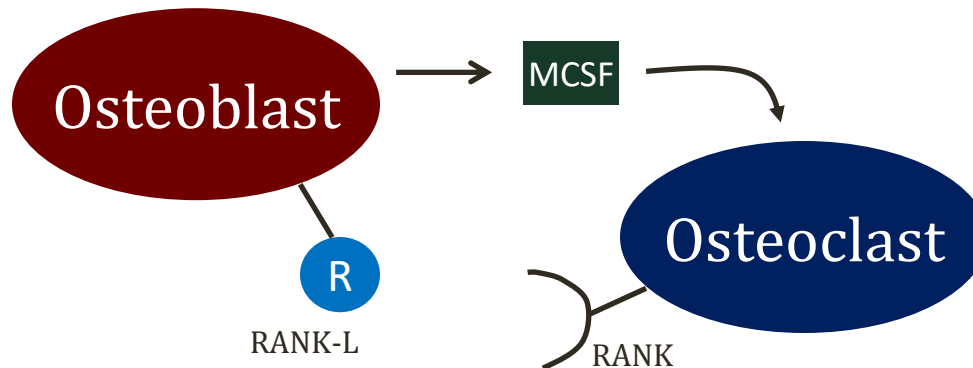 Osteoblast
MCSF
Osteoclast
R
RANK-L
RANK